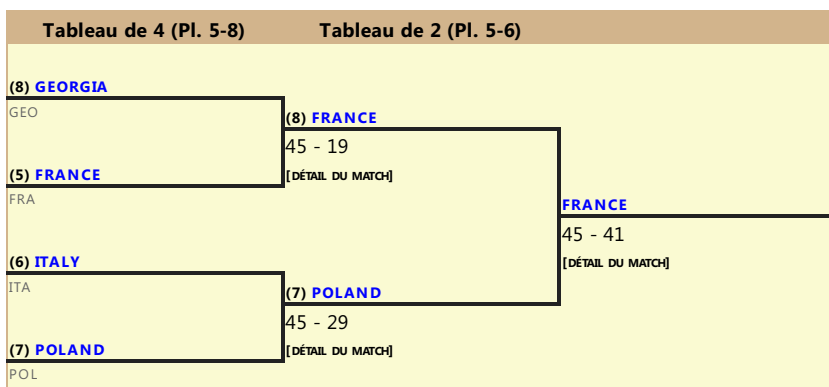 Tableau de 4 (Pl. 5-8) Tableau de 2 (Pl. 5-6)
(8) GEORGIA
GEO
(8) FRANCE
45 - 19
[DÉTAIL DU MATCH]
(5) FRANCE
FRA
FRANCE
45 - 41
[DÉTAIL DU MATCH]
(6) ITALY
ITA
(7) POLAND
45 - 29
[DÉTAIL DU MATCH]
(7) POLAND
POL